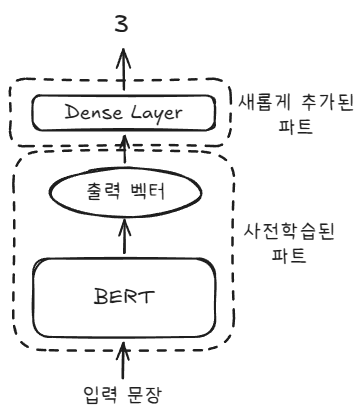 3
Dense Layer
새롭게 추가된
파트
출력 벡터
사전학습된
파트
BERT
입력 문장